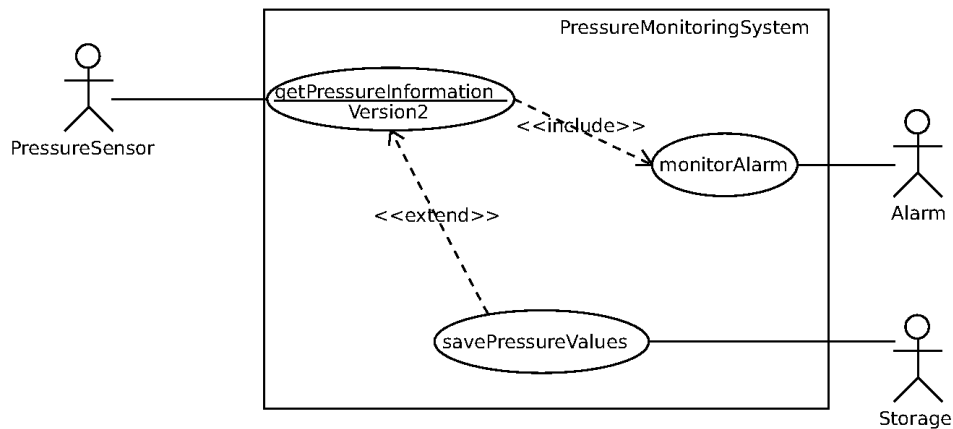 PressureMonitoringSystem
getPressureInformation
Version2
<<include>>
PressureSensor
monitorAlarm
Alarm
<<extend>>
savePressureValues
Storage